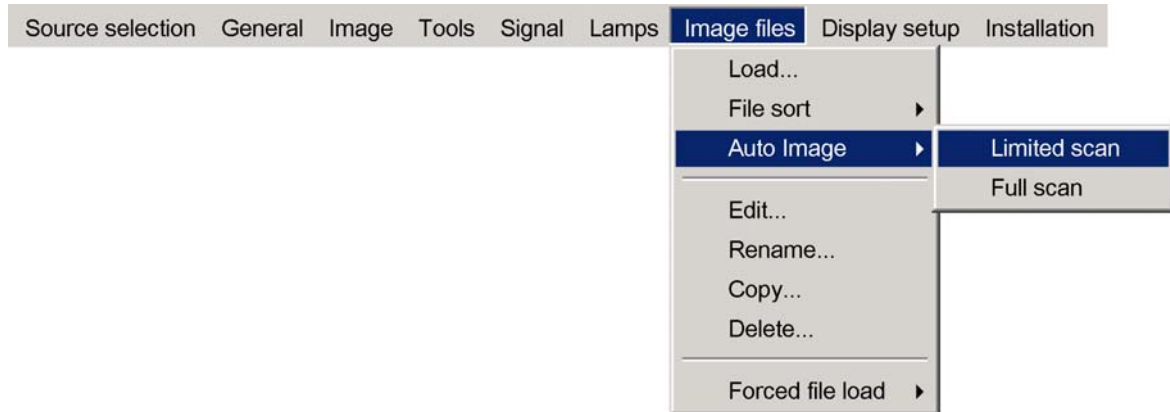 Source selection General Image Tools Signal Lamps Image files Display setup Installation
Load...
File sort
Auto Image
Limited scan
Full scan
Edit...
Rename...
Copy...
Delete...
Forced file load